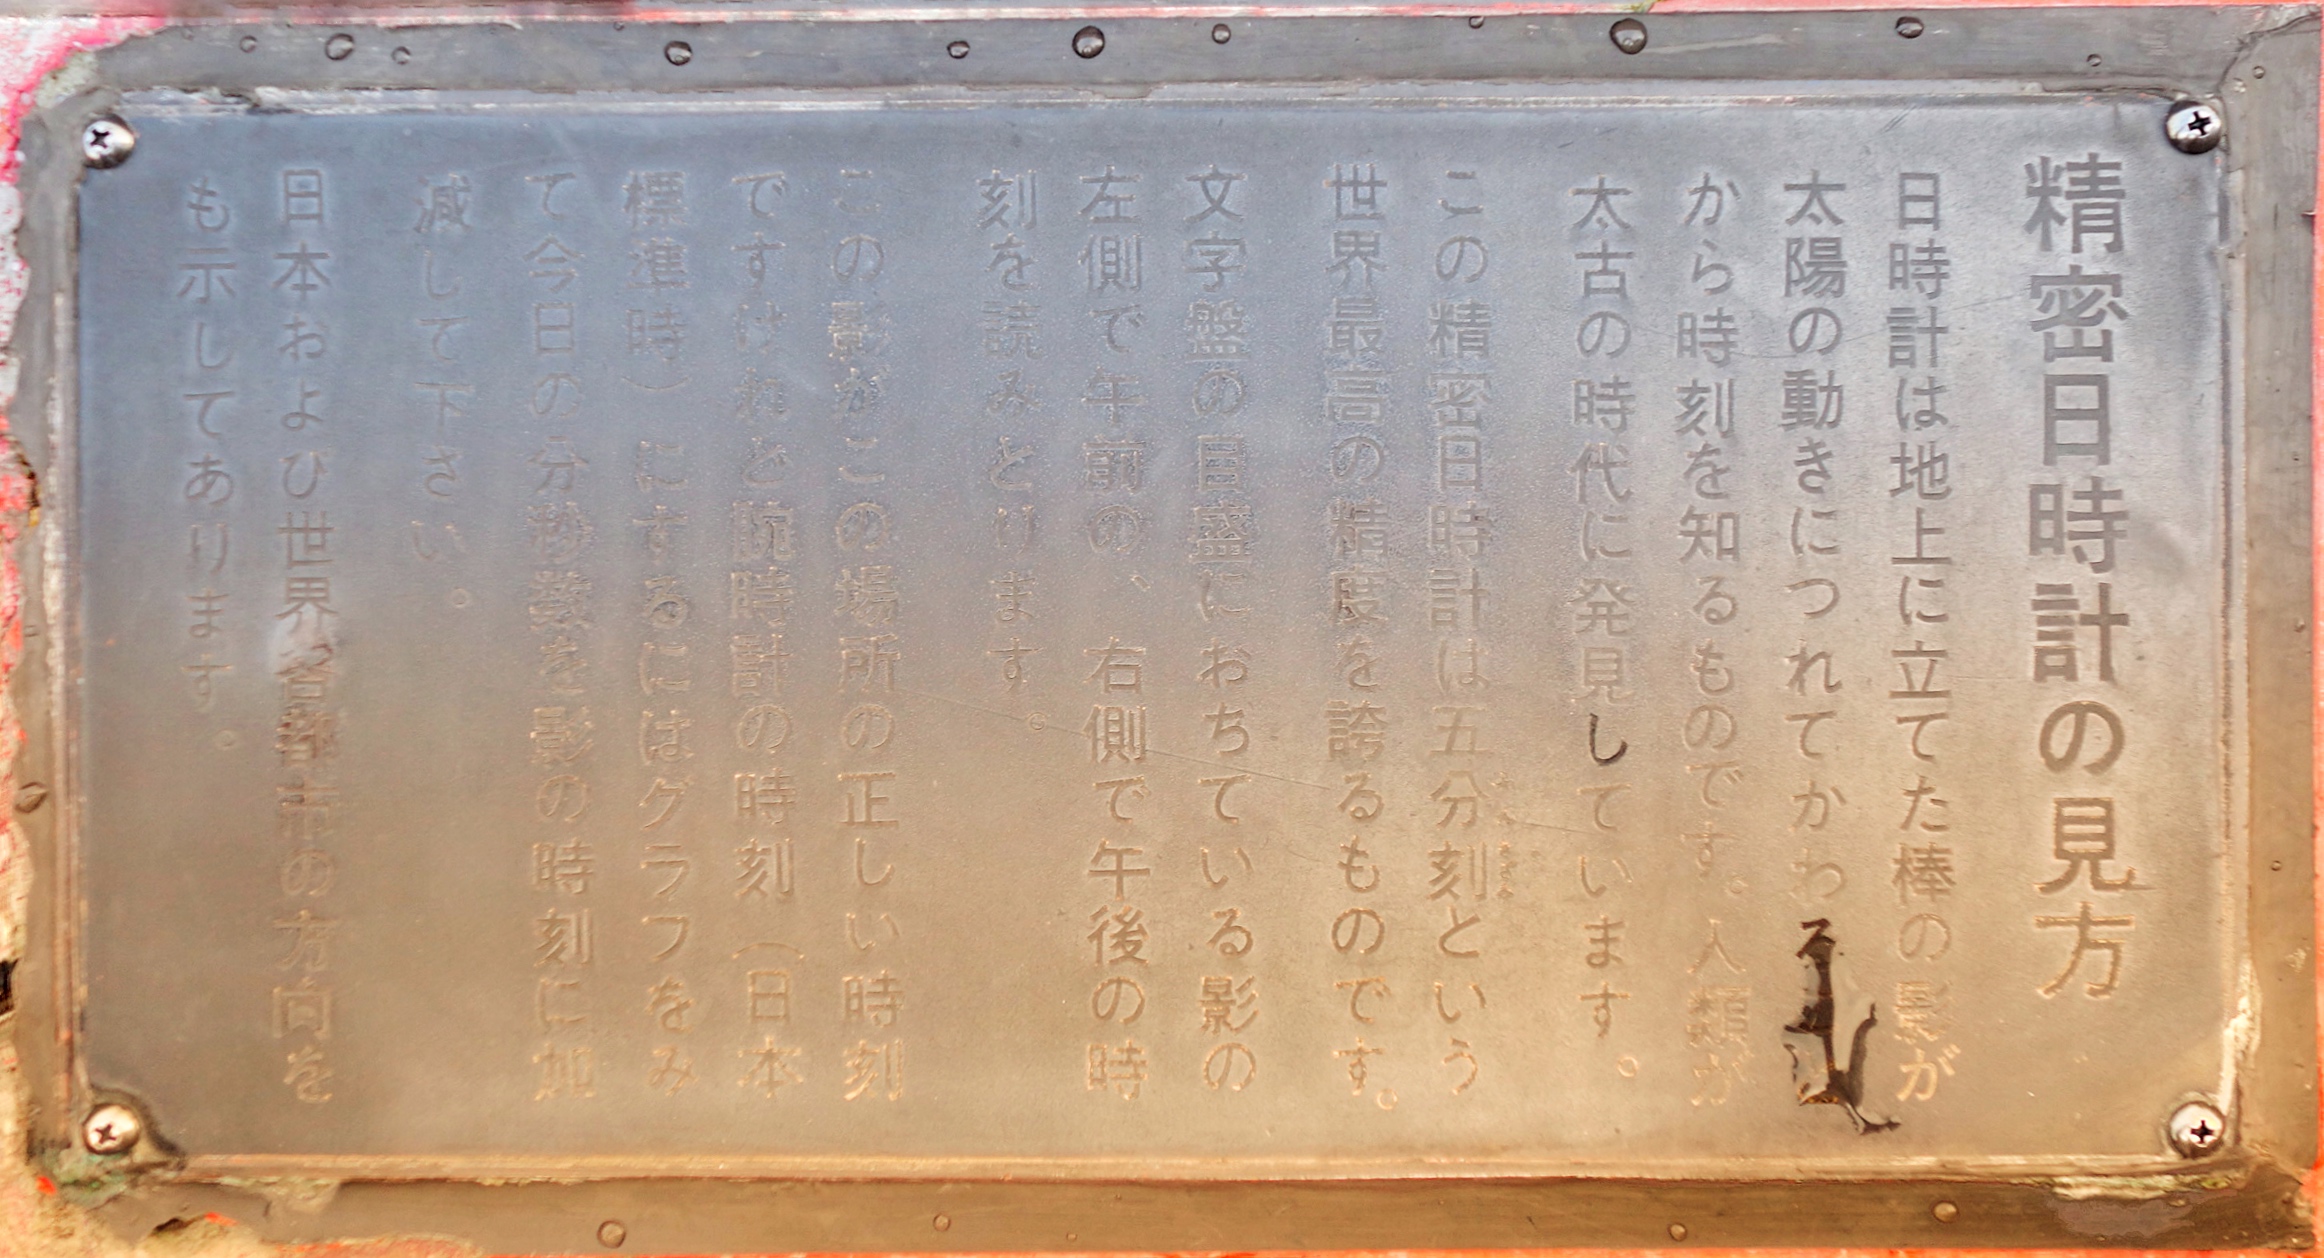 精密日時計の見方
日時計は地上に立てた棒の影が
太陽の動きにつれてかわる
から時刻を知るものです。人類が
太古の時代に発見しています。
この精密日時計は五分刻という
世界最高の精度を誇るものです。
文字盤の目盛におちている影の
左側で午前の、右側で午後の時
刻を読みとります。
この影がこの場所の正しい時刻
ですけれど腕時計の時刻（日本
標準時）にするにはグラフをみ
て今日の分秒数を影の時刻に加
減して下さい。
日本および世界各都市の方向を
も示してあります。